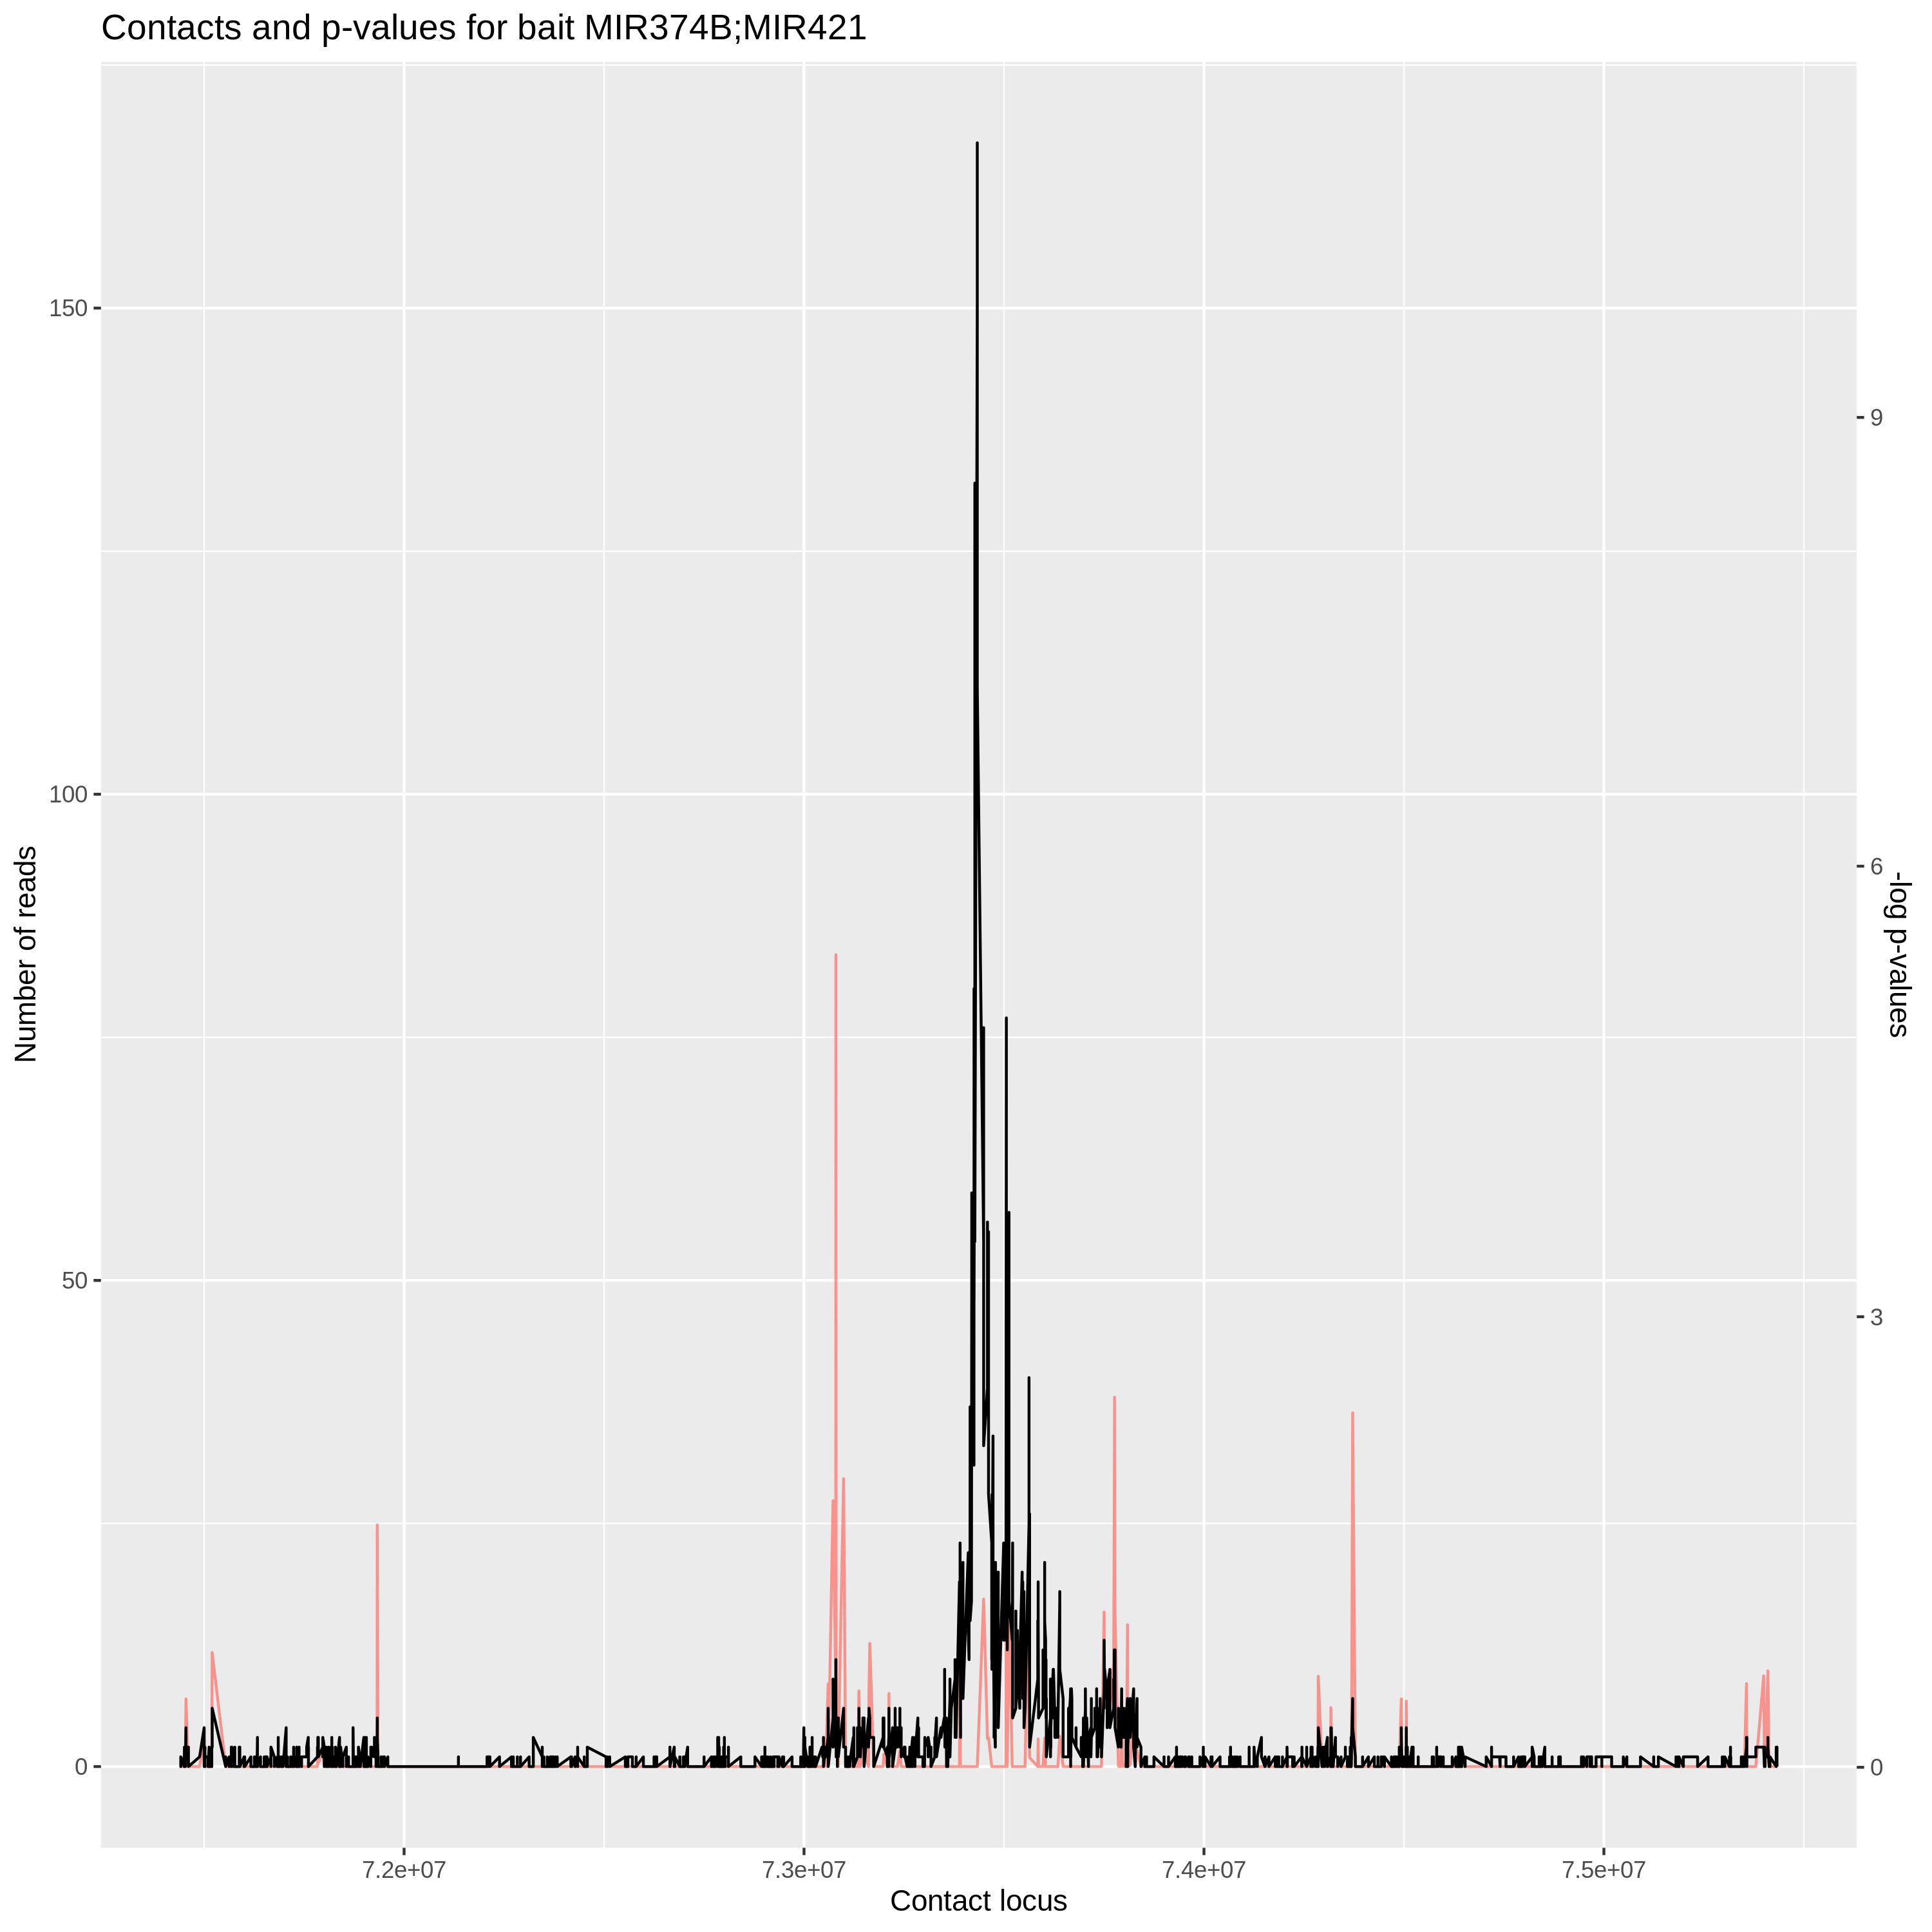 Contacts and p-values for bait MIR374B;MIR421
150
100
50
0
9
6
3
0
Number of reads
-log p-values
7.2e+07 7.3e+07 7.4e+07 7.5e+07
Contact locus